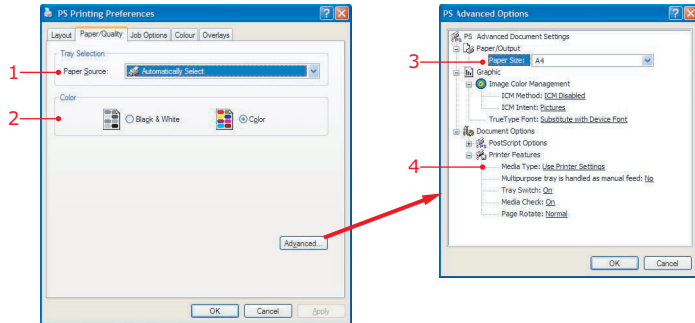 PS Printing Preferences
Layout Paper/Quality Job Options Colour Overlays
Tray Selection
1
Paper Source: Automatically Select
Color
2
Black & White Color
Advanced...
OK Cancel Apply
PS Advanced Options
PS Advanced Document Settings
Paper/Output
3
Paper Size: A4
Graphic
Image Color Management
ICM Method: ICM Disabled
ICM Intent: Pictures
TrueType Font: Substitute with Device Font
Document Options
PostScript Options
Printer Features
4
Media Type: Use Printer Settings
Multipurpose tray is handled as manual feed: No
Tray Switch: On
Media Check: On
Page Rotate: Normal
OK Cancel